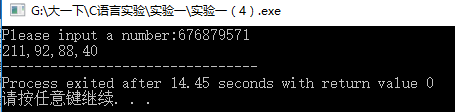 G:\大一下\C语言实验\实验一\实验一（4）.exe
Please input a number:676879571
211,92,88,40
--------------------------------
Process exited after 14.45 seconds with return value 0
请按任意键继续. . .